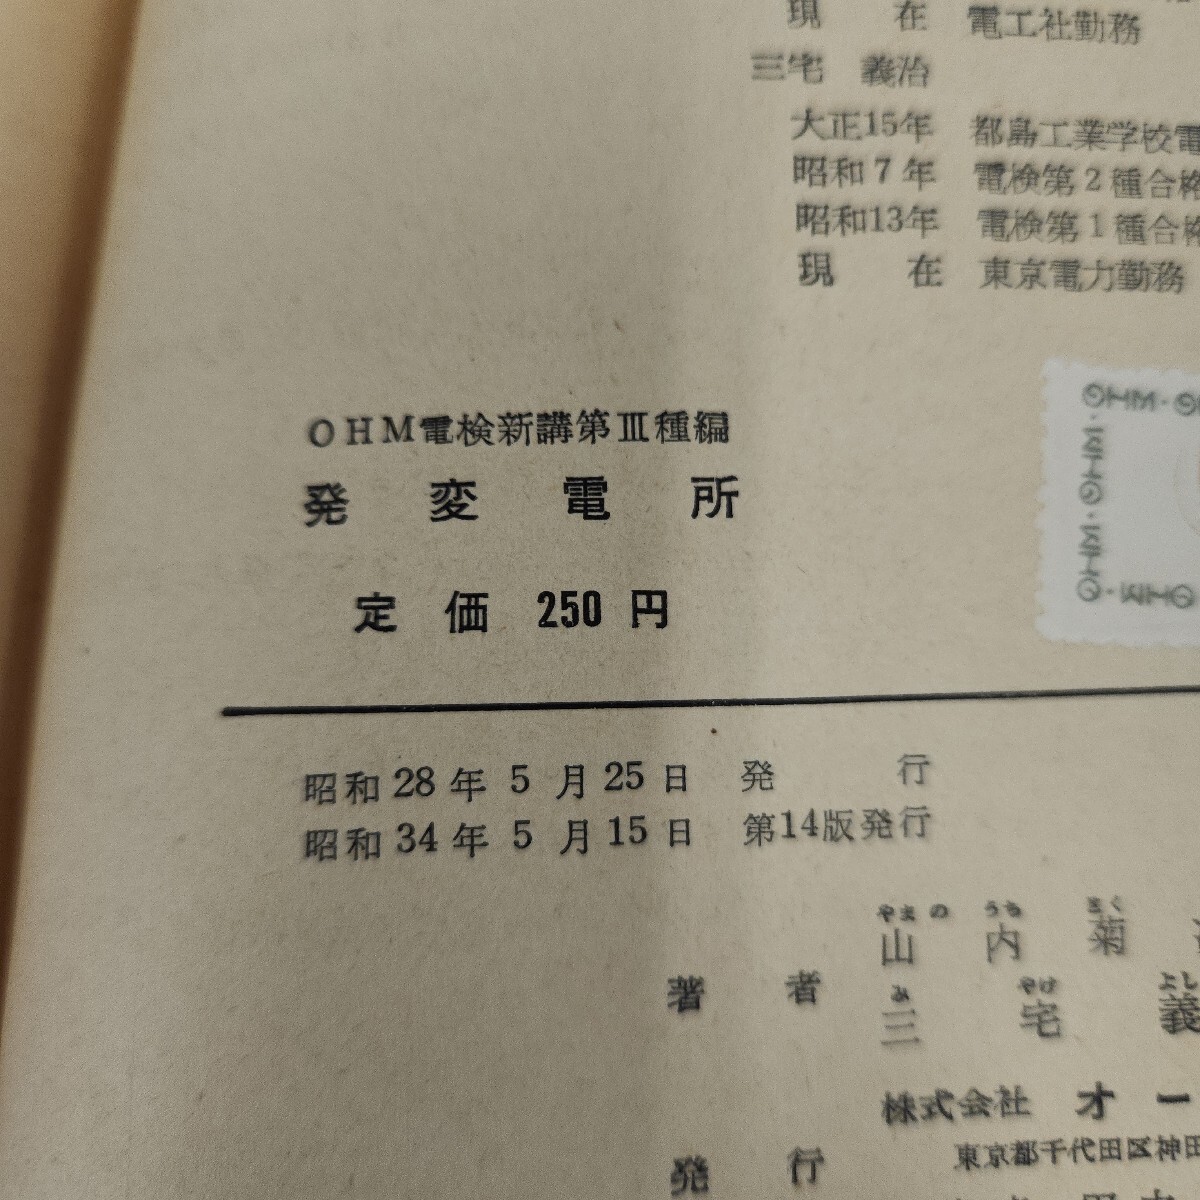 現在 電工社勤務
三宅 義治
大正15年 都島工業学校電
昭和7年 電検第2種合格
昭和13年 電検第1種合格
現在 東京電力勤務
OHM電検新講第Ⅲ種編
発変電所
定価 250円
昭和28年5月25日 発行
昭和34年5月15日 第14版発行
やまの うち きく
山内菊
著者
み やけ よし
三宅義
株式会社 オー
東京都千代田区神田
発行